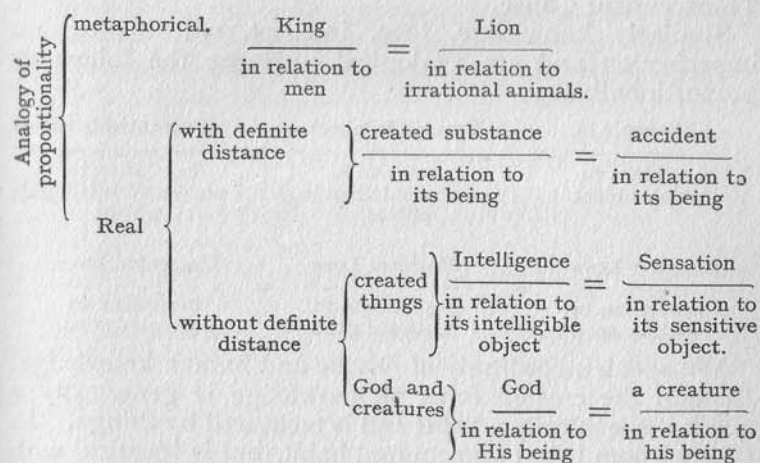 Analogy of
proportionality
metaphorical.
King
in relation to
men
=
Lion
in relation to
irrational animals.
Real
with definite
distance
created substance
in relation to
its being
=
accident
in relation to
its being
without definite
distance
created
things
Intelligence
in relation to
its intelligible
object
=
Sensation
in relation to
its sensitive
object.
God and
creatures
God
in relation to
His being
=
a creature
in relation to
his being